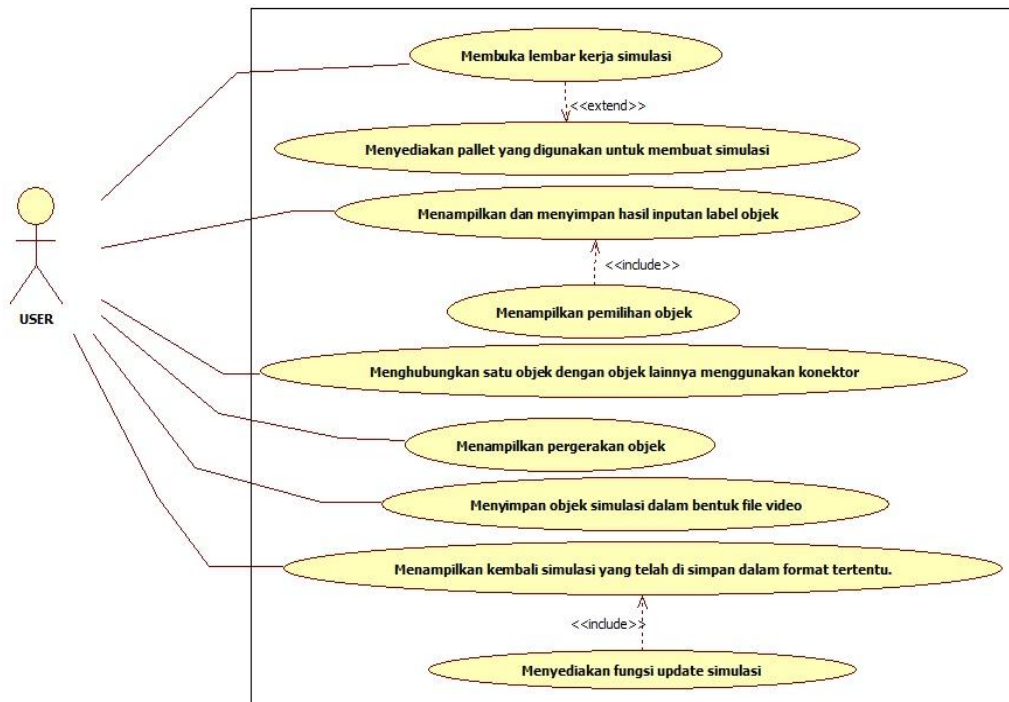 Membuka lembar kerja simulasi
<<extend>>
Menyediakan pallet yang digunakan untuk membuat simulasi
Menampilkan dan menyimpan hasil inputan label objek
<<include>>
USER
Menampilkan pemilihan objek
Menghubungkan satu objek dengan objek lainnya menggunakan konektor
Menampilkan pergerakan objek
Menyimpan objek simulasi dalam bentuk file video
Menampilkan kembali simulasi yang telah di simpan dalam format tertentu.
<<include>>
Menyediakan fungsi update simulasi